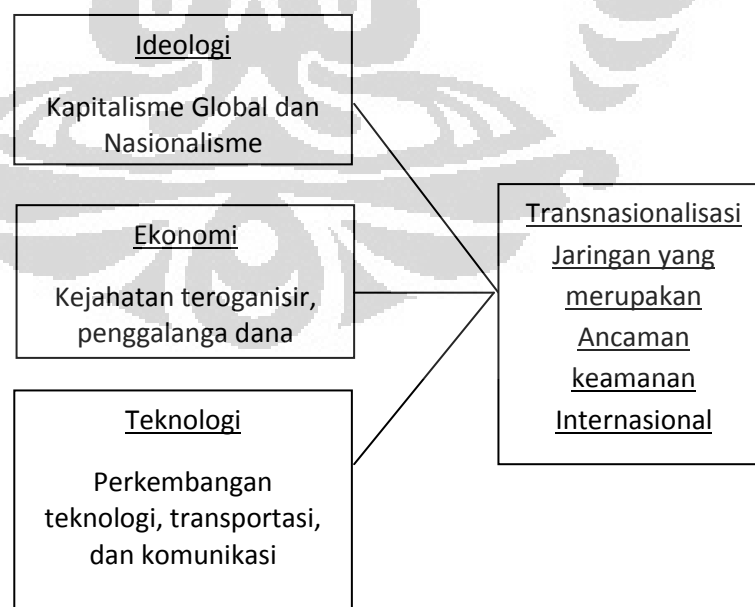 Ideologi
Kapitalisme Global dan
Nasionalisme
Ekonomi
Kejahatan teroganisir,
penggalanga dana
Teknologi
Perkembangan
teknologi, transportasi,
dan komunikasi
Transnasionalisasi
Jaringan yang
merupakan
Ancaman
keamanan
Internasional